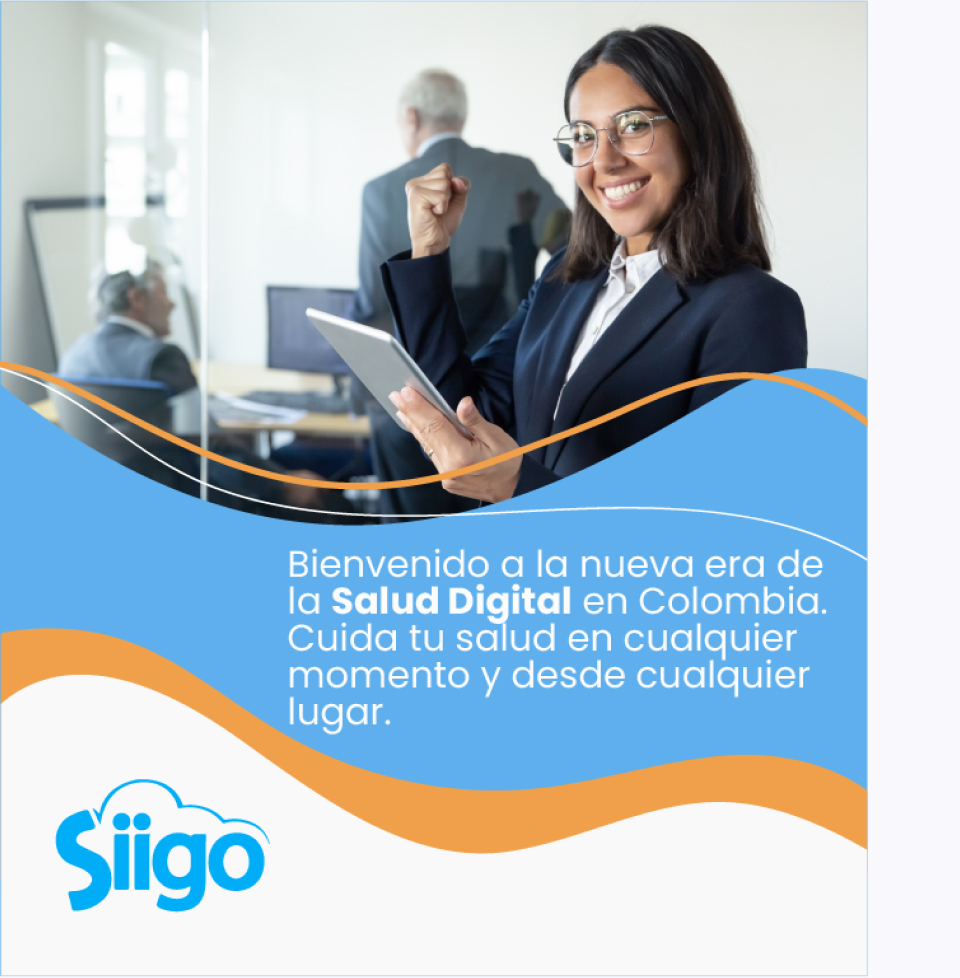 Bienvenido a la nueva era de
la Salud Digital en Colombia.
Cuida tu salud en cualquier
momento y desde cualquier
lugar.
Siigo